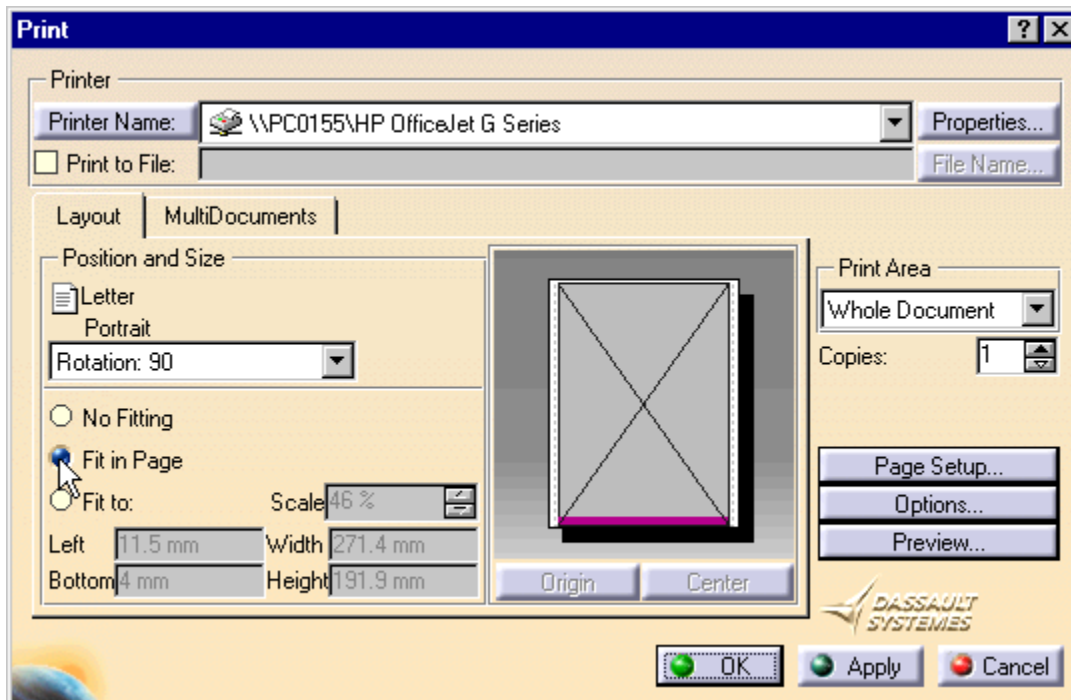 Print
Printer
Printer Name: \\PC0155\HP OfficeJet G Series Properties...
Print to File: File Name...
Layout MultiDocuments
Position and Size
Letter
Portrait
Rotation: 90
No Fitting
Fit in Page
Fit to: Scale 46 %
Left 11.5 mm Width 271.4 mm
Bottom 4 mm Height 191.9 mm
Origin Center
Print Area
Whole Document
Copies: 1
Page Setup...
Options...
Preview...
DASSAULT
SYSTEMES
OK Apply Cancel